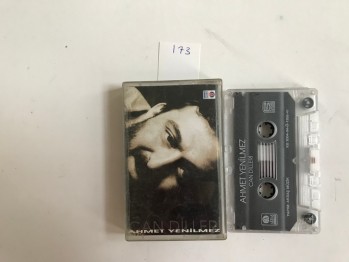 173
CAN DİLLER
AHMET YENİLMEZ
AHMET YENİLMEZ
CAN DİLLER